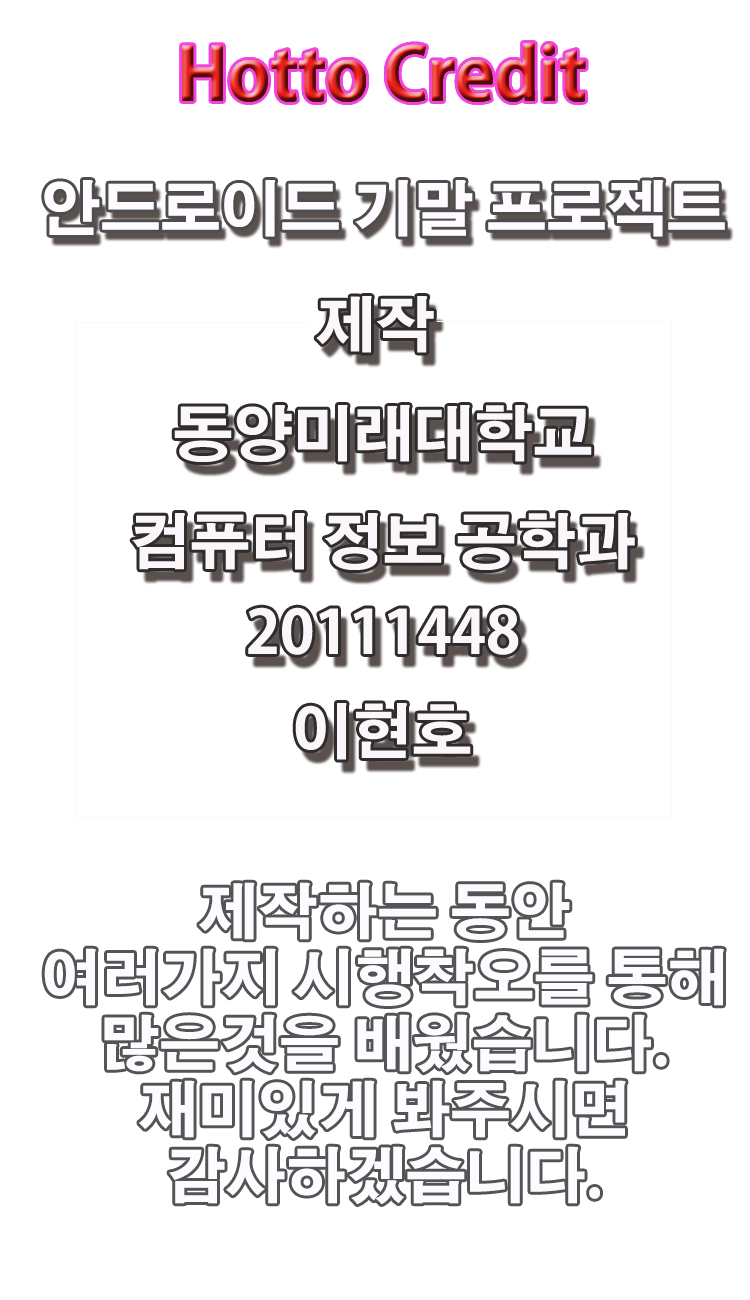 Hotto Credit
안드로이드 기말 프로젝트
제작
동양미래대학교
컴퓨터 정보 공학과
20111448
이현호
제작하는 동안
여러가지 시행착오를 통해
많은것을 배웠습니다.
재미있게 봐주시면
감사하겠습니다.